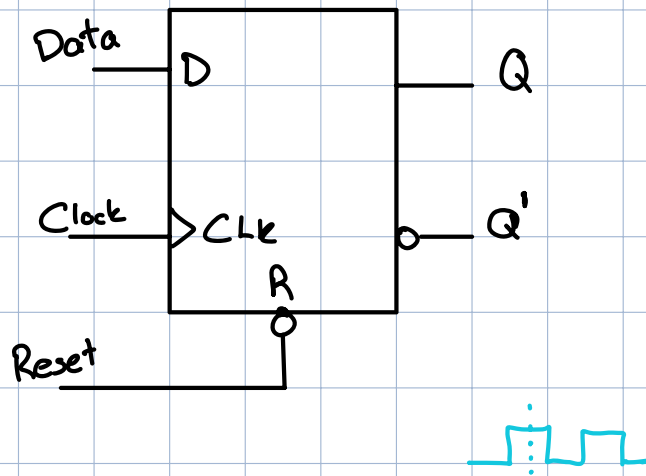 Data
D
Q
Clock
CLK
Q'
R
Reset